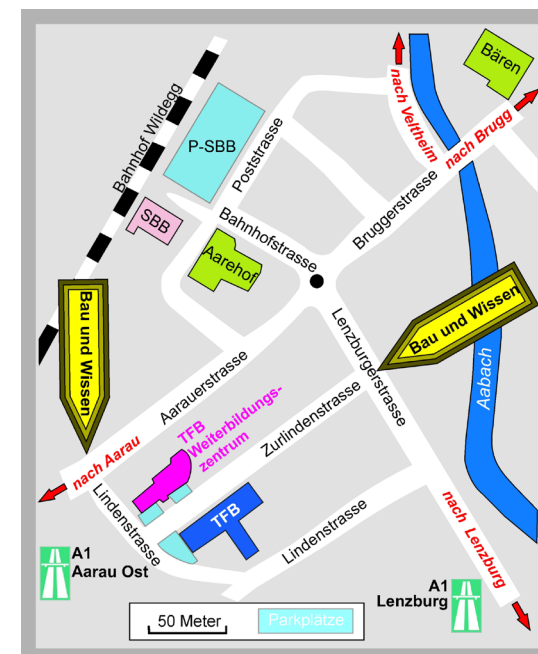 Bären
nach Veltheim
nach Brugg
Bahnhof Wildegg
P-SBB
Poststrasse
SBB
Bahnhofstrasse
Bruggerstrasse
Aarehof
Bau und Wissen
Bau und Wissen
Lenzburgerstrasse
Aabach
Aarauerstrasse
TFB
Weiterbildungs-
zentrum
Zurlindenstrasse
nach Aarau
Lindenstrasse
TFB
Lindenstrasse
nach Lenzburg
A1
Aarau Ost
A1
Lenzburg
50 Meter
Parkplätze